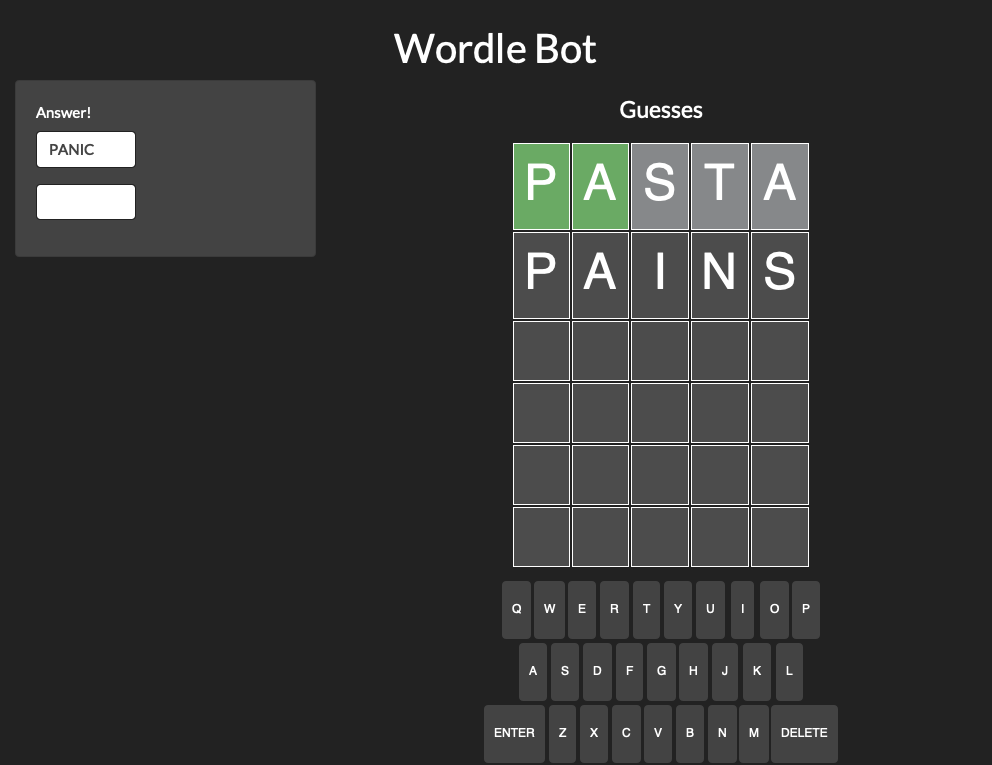 Wordle Bot
Answer!
PANIC
Guesses
P A S T A
P A I N S
Q W E R T Y U I O P
A S D F G H J K L
ENTER Z X C V B N M DELETE